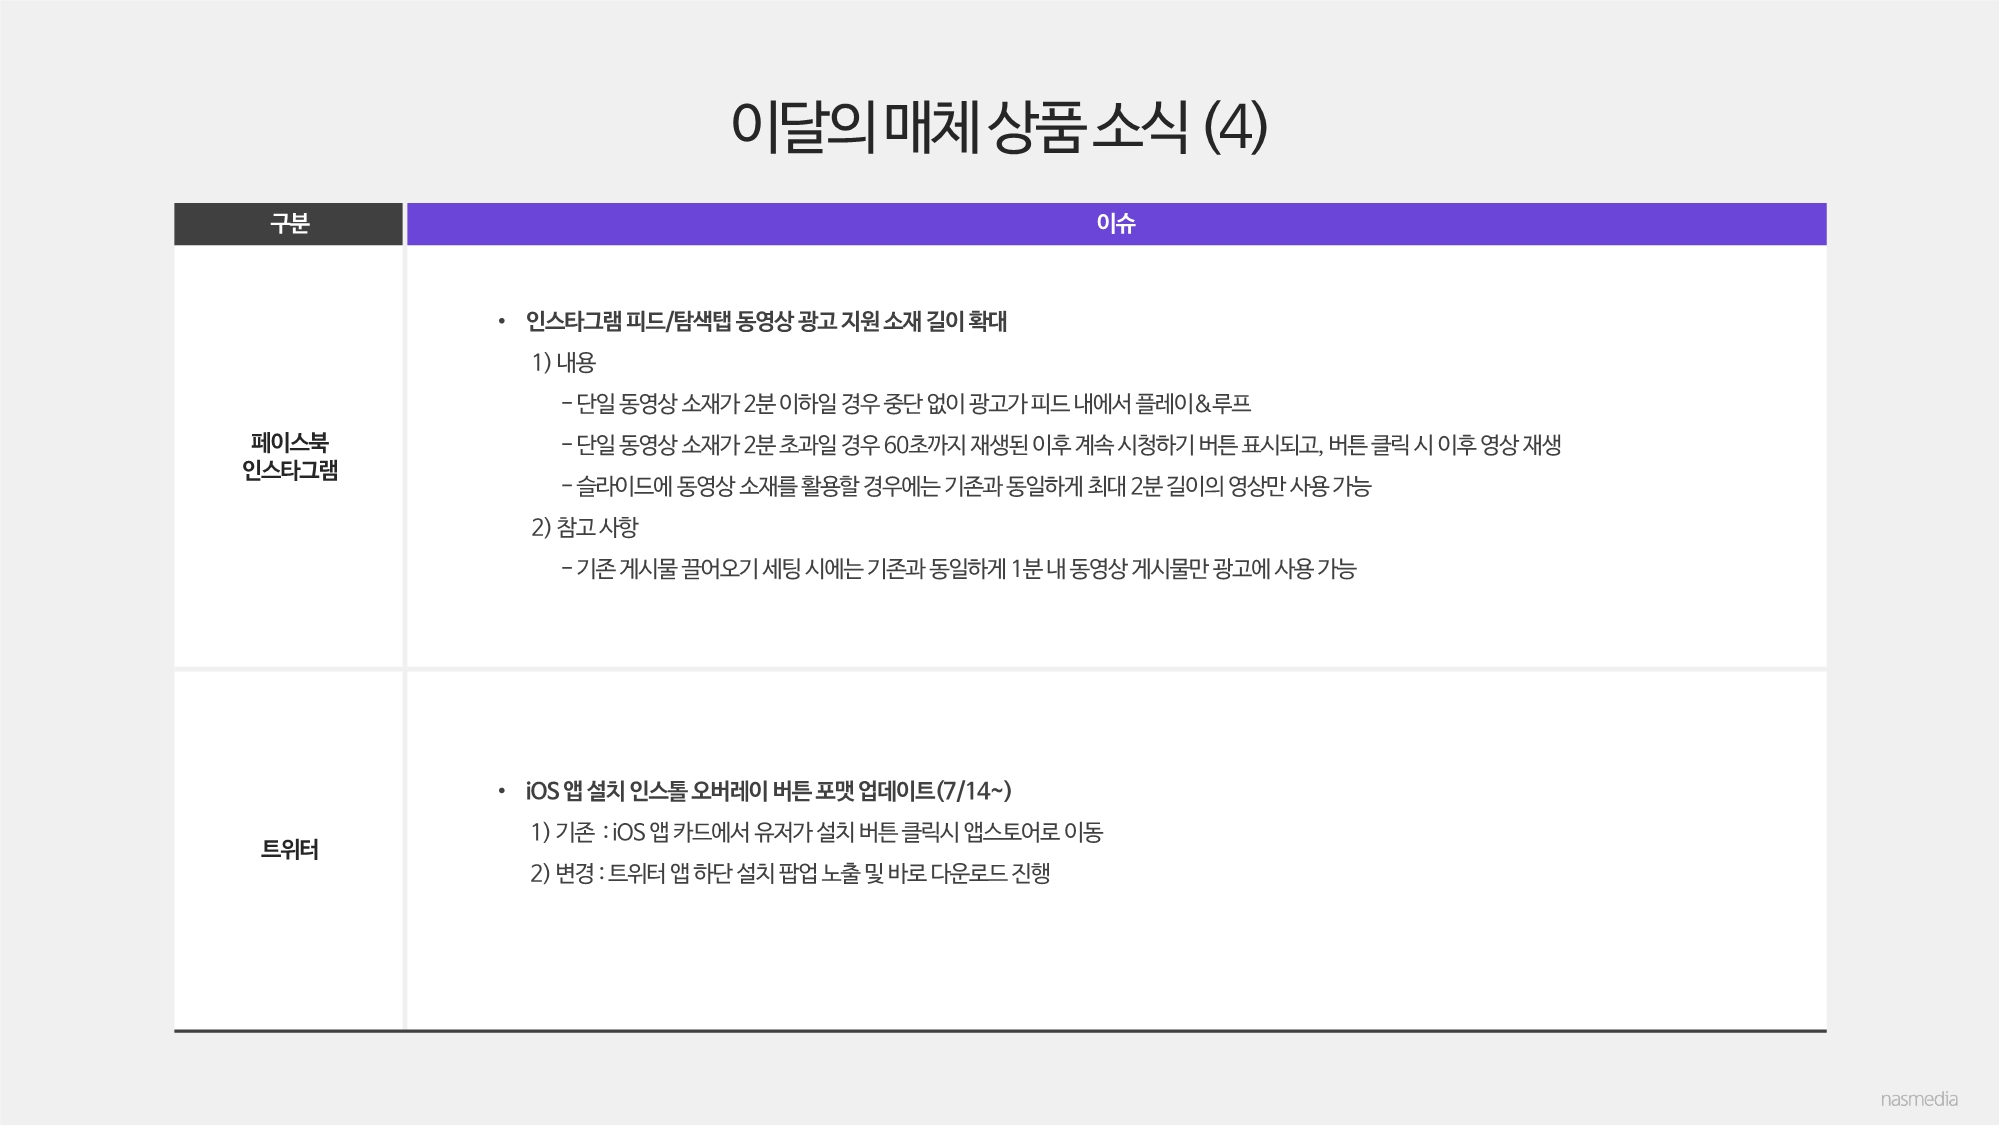 이달의 매체 상품 소식 (4)
구분
이슈
페이스북
인스타그램
• 인스타그램 피드/탐색탭 동영상 광고 지원 소재 길이 확대
1) 내용
– 단일 동영상 소재가 2분 이하일 경우 중단 없이 광고가 피드 내에서 플레이&루프
– 단일 동영상 소재가 2분 초과일 경우 60초까지 재생된 이후 계속 시청하기 버튼 표시되고, 버튼 클릭 시 이후 영상 재생
– 슬라이드에 동영상 소재를 활용할 경우에는 기존과 동일하게 최대 2분 길이의 영상만 사용 가능
2) 참고 사항
– 기존 게시물 끌어오기 세팅 시에는 기존과 동일하게 1분 내 동영상 게시물만 광고에 사용 가능
트위터
• iOS 앱 설치 인스톨 오버레이 버튼 포맷 업데이트(7/14~)
1) 기존 : iOS 앱 카드에서 유저가 설치 버튼 클릭시 앱스토어로 이동
2) 변경 : 트위터 앱 하단 설치 팝업 노출 및 바로 다운로드 진행
nasmedia